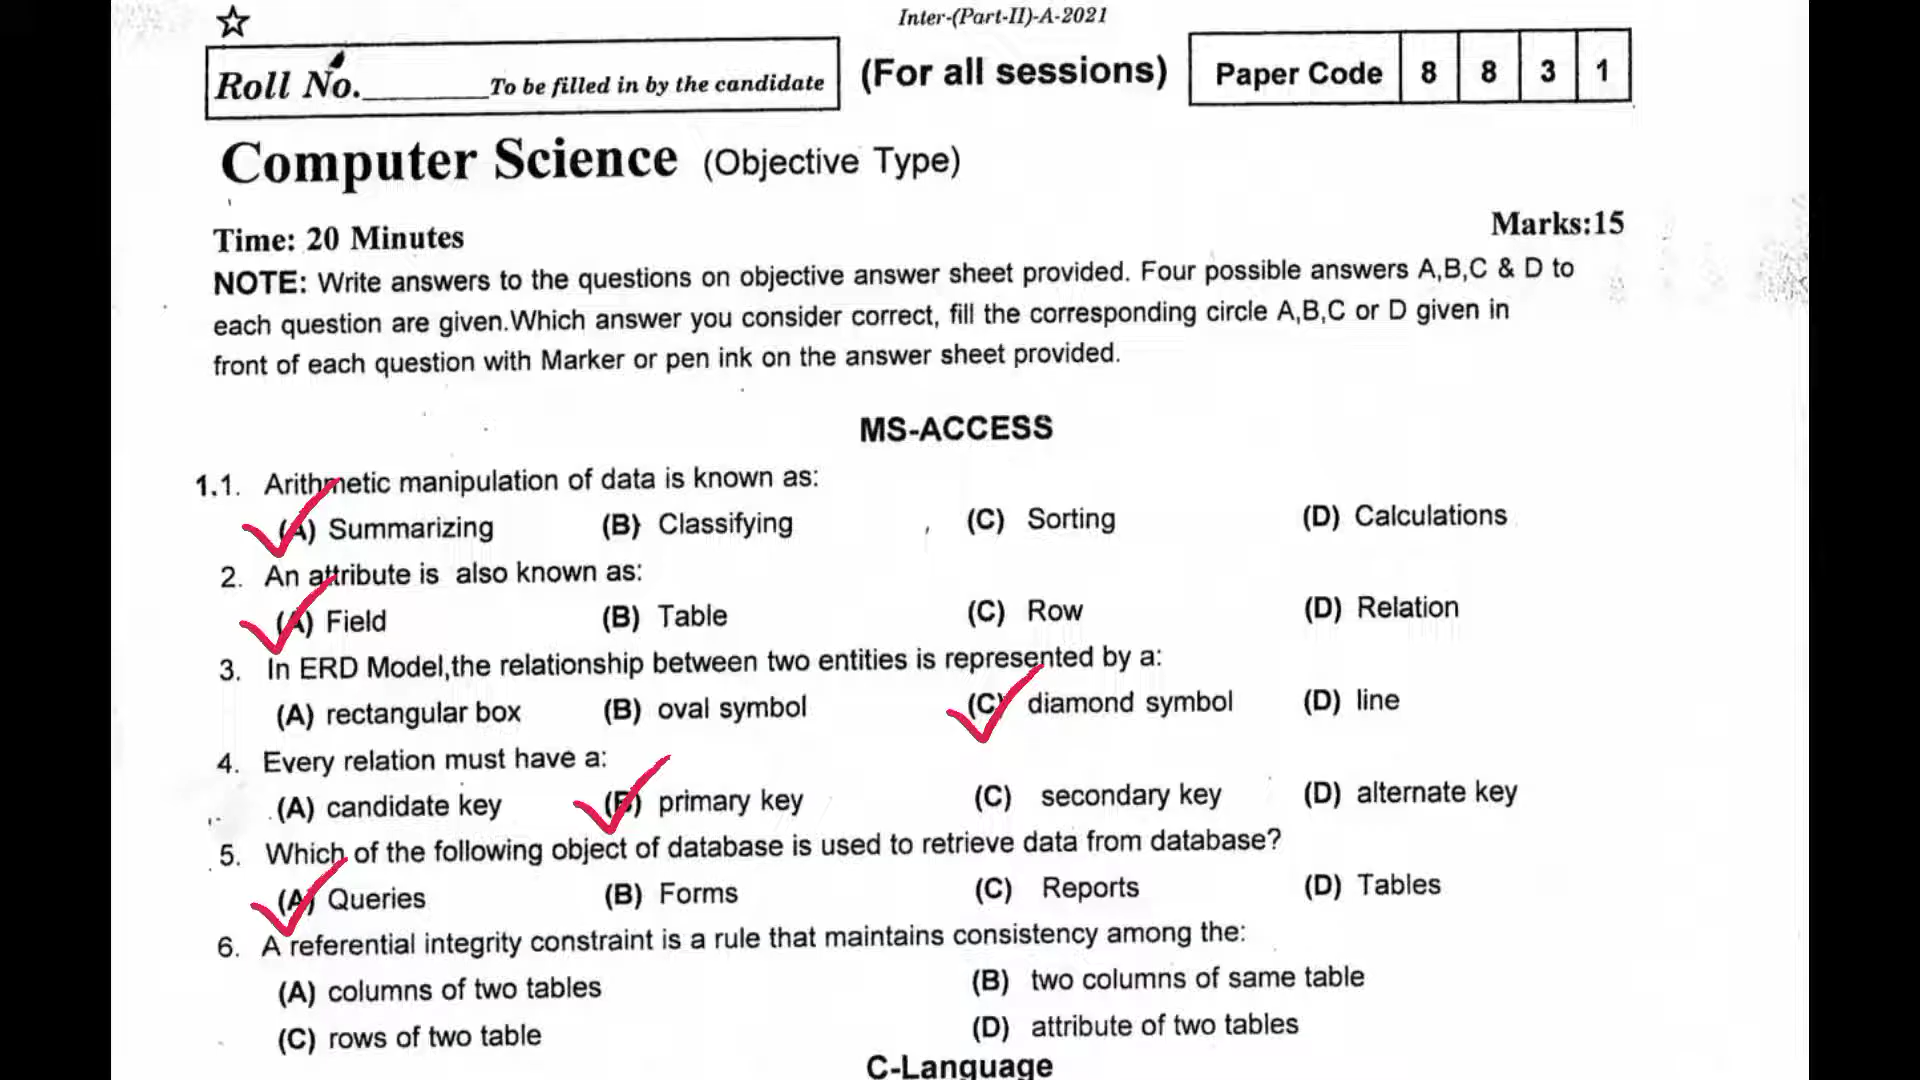 Inter-(Part-II)-A-2021
Roll No.________To be filled in by the candidate (For all sessions) Paper Code 8 8 3 1
Computer Science (Objective Type)
Time: 20 Minutes Marks:15
NOTE: Write answers to the questions on objective answer sheet provided. Four possible answers A,B,C & D to
each question are given.Which answer you consider correct, fill the corresponding circle A,B,C or D given in
front of each question with Marker or pen ink on the answer sheet provided.
MS-ACCESS
1.1. Arithmetic manipulation of data is known as:
(A) Summarizing (B) Classifying (C) Sorting (D) Calculations
2. An attribute is also known as:
(A) Field (B) Table (C) Row (D) Relation
3. In ERD Model,the relationship between two entities is represented by a:
(A) rectangular box (B) oval symbol (C) diamond symbol (D) line
4. Every relation must have a:
(A) candidate key (B) primary key (C) secondary key (D) alternate key
5. Which of the following object of database is used to retrieve data from database?
(A) Queries (B) Forms (C) Reports (D) Tables
6. A referential integrity constraint is a rule that maintains consistency among the:
(A) columns of two tables (B) two columns of same table
(C) rows of two table (D) attribute of two tables
C-Language